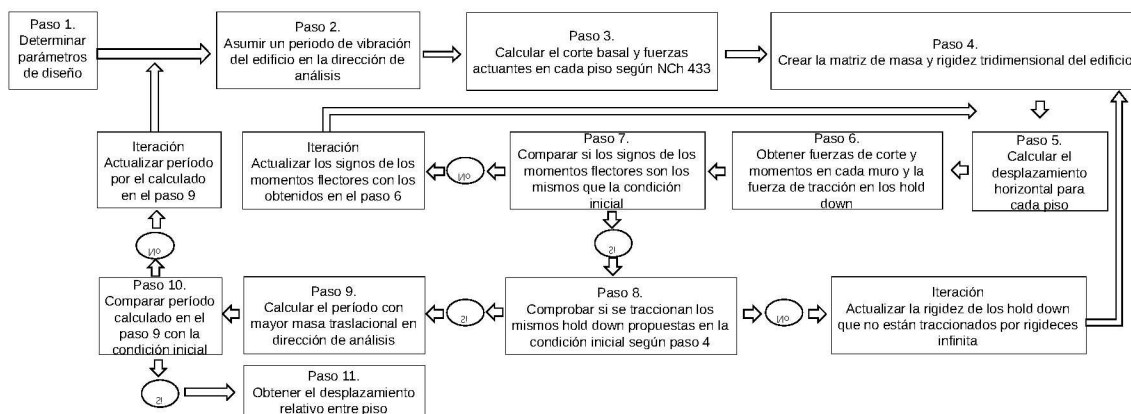 Paso 1.
Determinar
parámetros
de diseño
Paso 2.
Asumir un periodo de vibración
del edificio en la dirección de
análisis
Paso 3.
Calcular el corte basal y fuerzas
actuantes en cada piso según NCh 433
Paso 4.
Crear la matriz de masa y rigidez tridimensional del edificio
Iteración
Actualizar período
por el calculado
en el paso 9
Iteración
Actualizar los signos de los
momentos flectores con los
obtenidos en el paso 6
No
Paso 7.
Comparar si los signos de los
momentos flectores son los
mismos que la condición
inicial
Paso 6.
Obtener fuerzas de corte y
momentos en cada muro y la
fuerza de tracción en los hold
down
Paso 5.
Calcular el
desplazamiento
horizontal para
cada piso
No
SI
Paso 10.
Comparar período
calculado en el
paso 9 con la
condición inicial
Paso 9.
Calcular el período con
mayor masa traslacional en
dirección de análisis
SI
Paso 8.
Comprobar si se traccionan los
mismos hold down propuestas en la
condición inicial según paso 4
No
Iteración
Actualizar la rigidez de los hold down
que no están traccionados por rigideces
infinita
SI
Paso 11.
Obtener el desplazamiento
relativo entre piso